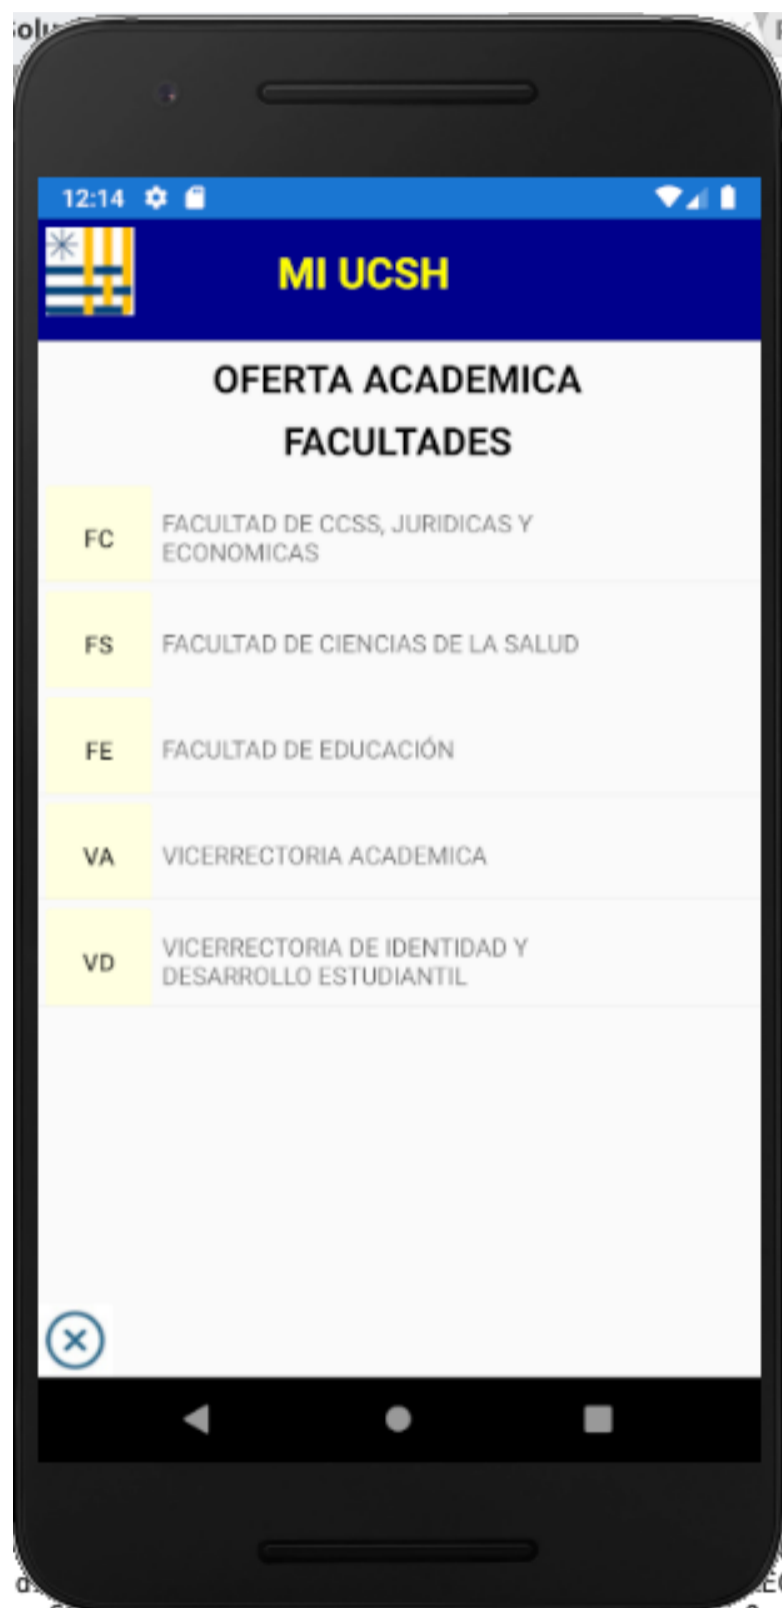 12:14
MI UCSH
OFERTA ACADEMICA
FACULTADES
FC
FACULTAD DE CCSS, JURIDICAS Y
ECONOMICAS
FS
FACULTAD DE CIENCIAS DE LA SALUD
FE
FACULTAD DE EDUCACIÓN
VA
VICERRECTORIA ACADEMICA
VD
VICERRECTORIA DE IDENTIDAD Y
DESARROLLO ESTUDIANTIL